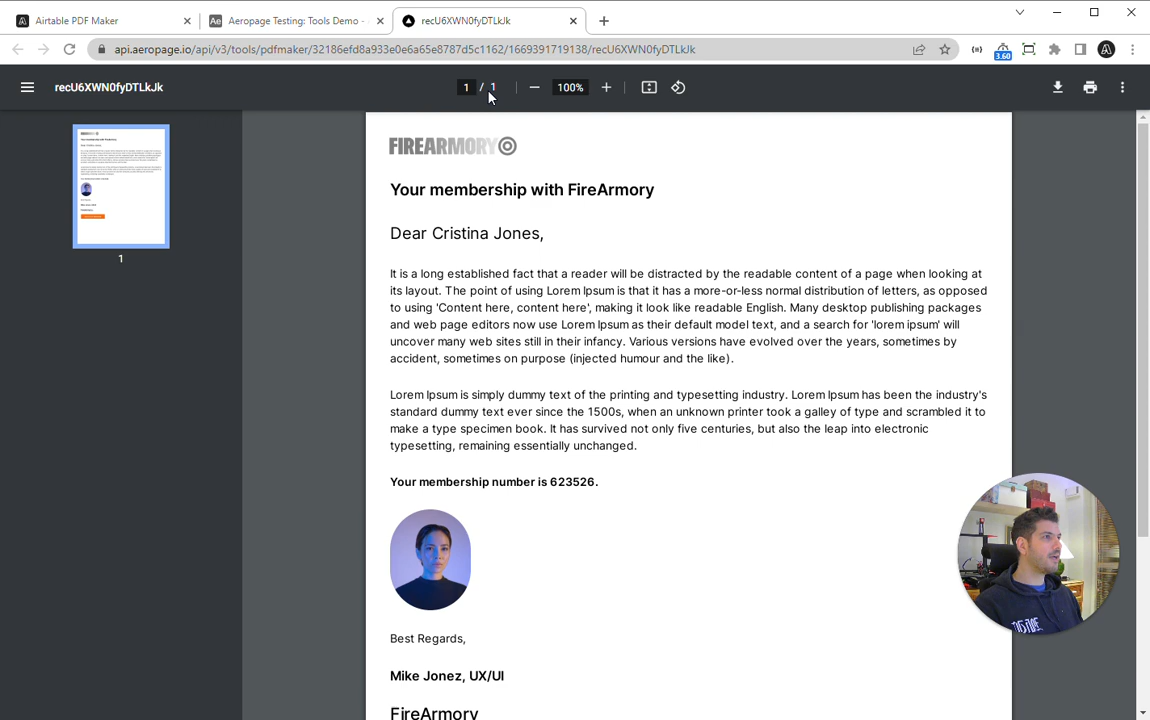 Airtable PDF Maker
Aeropage Testing: Tools Demo -
recU6XWN0fyDTLkJk
api.aeropage.io/api/v3/tools/pdfmaker/32186efd8a933e0e6a65e8787d5c1162/1669391719138/recU6XWN0fyDTLkJk
3.60
recU6XWN0fyDTLkJk
1 / 1
100%
1
FIREARMORY
Your membership with FireArmory
Dear Cristina Jones,
It is a long established fact that a reader will be distracted by the readable content of a page when looking at
its layout. The point of using Lorem Ipsum is that it has a more-or-less normal distribution of letters, as opposed
to using 'Content here, content here', making it look like readable English. Many desktop publishing packages
and web page editors now use Lorem Ipsum as their default model text, and a search for 'lorem ipsum' will
uncover many web sites still in their infancy. Various versions have evolved over the years, sometimes by
accident, sometimes on purpose (injected humour and the like).
Lorem Ipsum is simply dummy text of the printing and typesetting industry. Lorem Ipsum has been the industry's
standard dummy text ever since the 1500s, when an unknown printer took a galley of type and scrambled it to
make a type specimen book. It has survived not only five centuries, but also the leap into electronic
typesetting, remaining essentially unchanged.
Your membership number is 623526.
Best Regards,
Mike Jonez, UX/UI
FireArmory